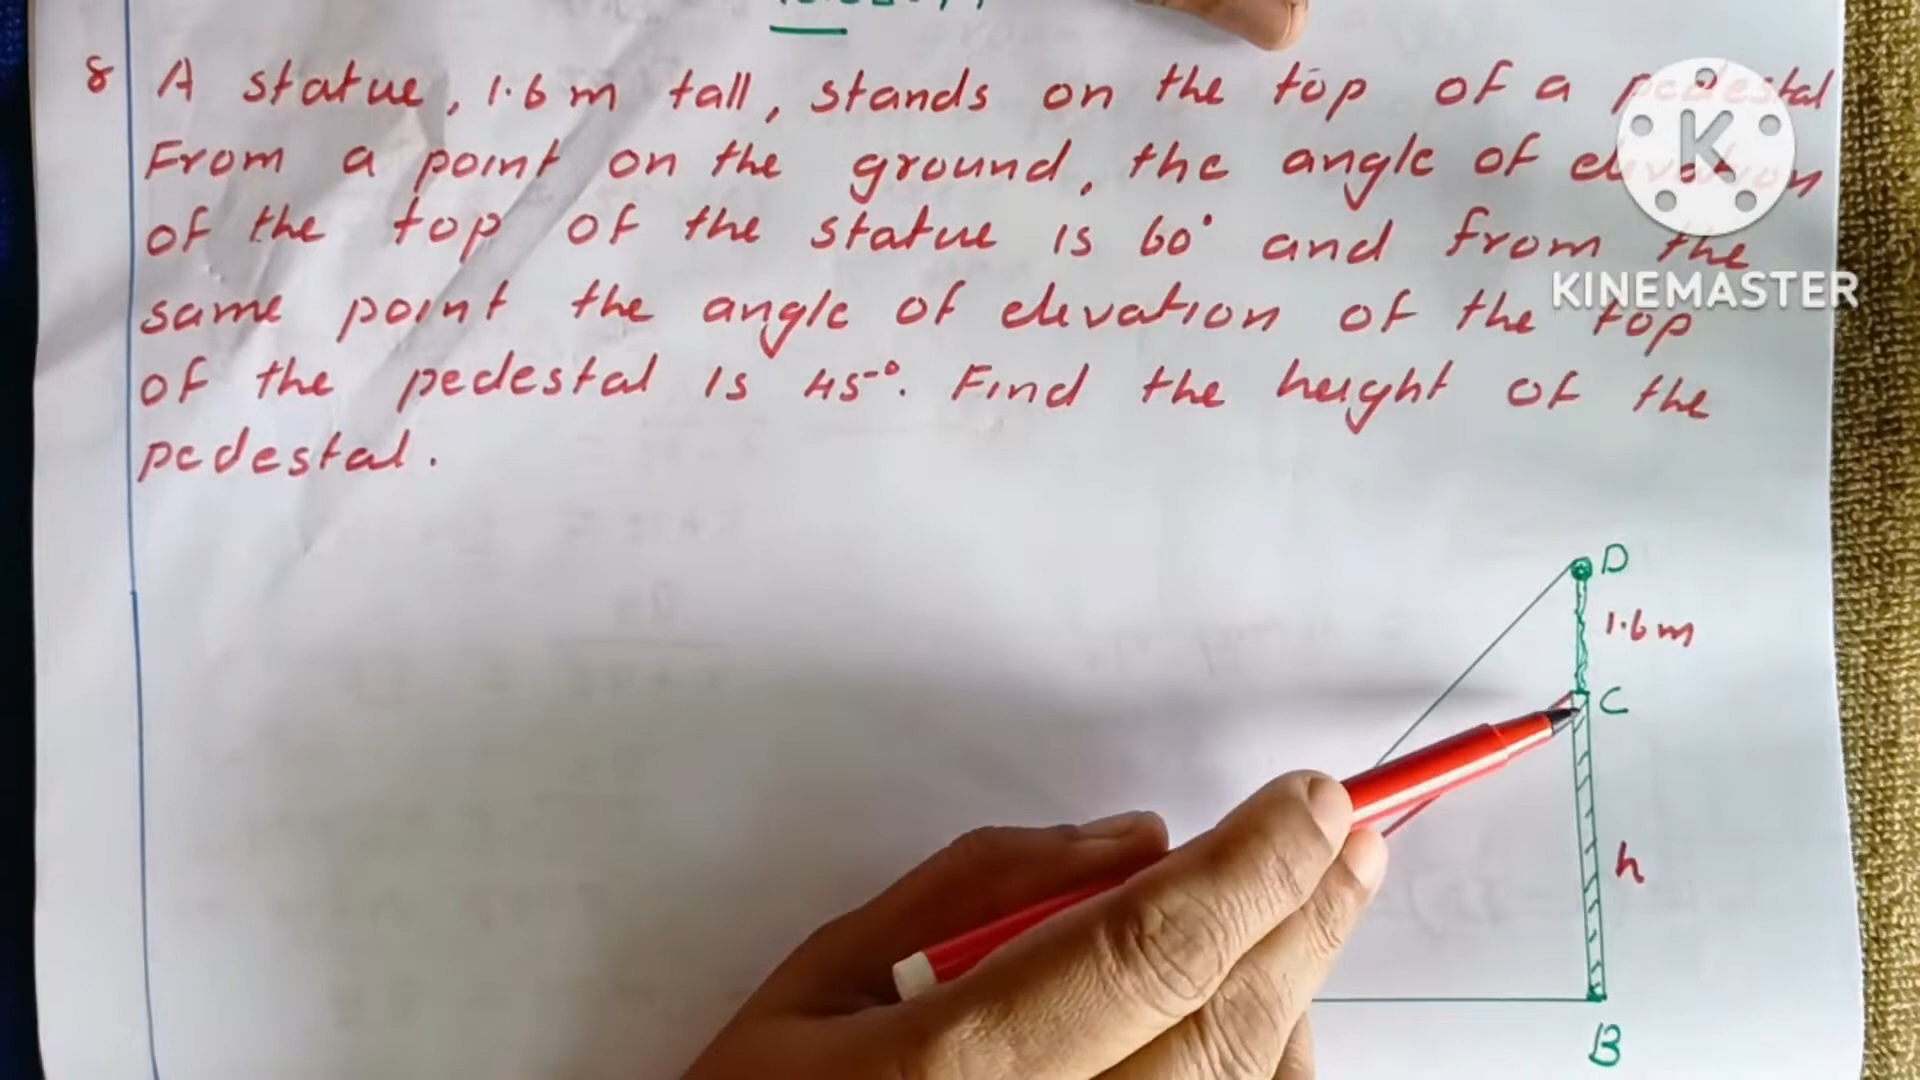 8 A statue, 1.6 m tall, stands on the top of a pedestal
From a point on the ground, the angle of elevation
of the top of the statue is 60° and from the
same point the angle of elevation of the top
of the pedestal is 45°. Find the height of the
pedestal.
K
KINEMASTER
D
1.6m
C
h
B